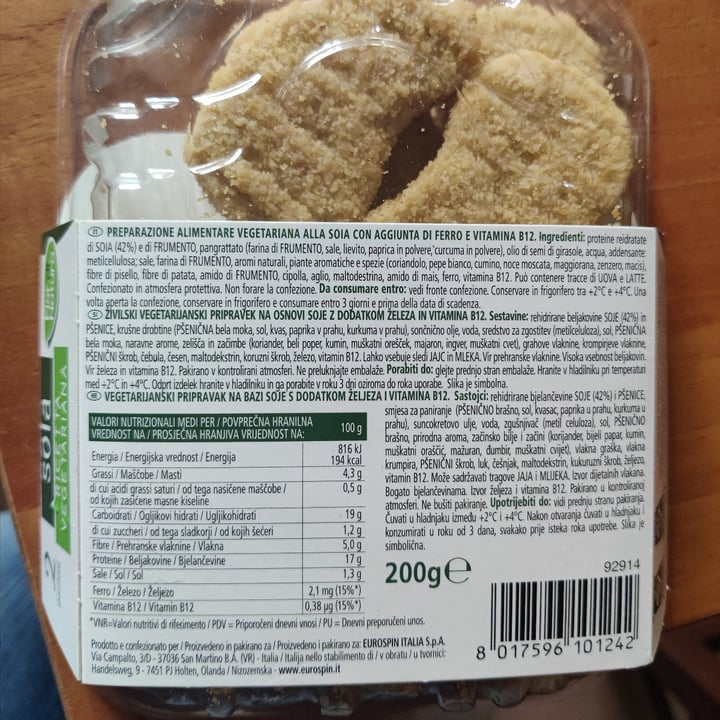 PREPARAZIONE ALIMENTARE VEGETARIANA ALLA SOIA CON AGGIUNTA DI FERRO E VITAMINA B12. Ingredienti: proteine reidratate
di SOIA (42%) e di FRUMENTO, pangrattato (farina di FRUMENTO, sale, lievito, paprica in polvere, curcuma in polvere), olio di semi di girasole, acqua, addensante:
metilcellulosa; sale, farina di FRUMENTO, aromi naturali, piante aromatiche e spezie (coriandolo, pepe bianco, cumino, noce moscata, maggiorana, zenzero, macis),
fibre di pisello, fibre di patata, amido di FRUMENTO, cipolla, aglio, maltodestrina, amido di mais, ferro, vitamina B12. Può contenere tracce di UOVA e LATTE.
Confezionato in atmosfera protettiva. Non forare la confezione. Da consumare entro: vedi fronte confezione. Conservare in frigorifero tra +2°C e +4°C. Una
volta aperta la confezione, conservare in frigorifero e consumare entro 3 giorni e prima della data di scadenza.
ŽIVILSKI VEGETARIJANSKI PRIPRAVEK NA OSNOVI SOJE Z DODATKOM ŽELEZA IN VITAMINA B12. Sestavine: rehidrirane beljakovine SOJE (42%) in
PŠENICE, krušne drobtine (PŠENIČNA bela moka, sol, kvas, paprika v prahu, kurkuma v prahu), sončnično olje, voda, sredstvo za zgostitev (metilceluloza), sol, PŠENIČNA
bela moka, naravne arome, zelišča in začimbe (koriander, beli poper, kumin, muškatni orešček, majaron, ingver, muškatni cvet), grahove vlaknine, krompirjeve vlaknine,
PŠENIČNI škrob, čebula, česen, maltodekstrin, koruzni škrob, železo, vitamin B12. Lahko vsebuje sledi JAJC in MLEKA. Vir prehranske vlaknine. Visoka vsebnost beljakovin.
Vir železa in vitamina B12. Pakirano v kontrolirani atmosferi. Ne preluknjajte embalaže. Porabiti do: glejte prednjo stran embalaže. Hraniti v hladilniku pri temperaturi
med +2°C in +4°C. Odprt izdelek hranite v hladilniku in ga porabite v roku 3 dni oziroma do roka uporabe. Slika je simbolna.
VEGETARIJANSKI PRIPRAVAK NA BAZI SOJE S DODATKOM ŽELJEZA I VITAMINA B12. Sastojci: rehidrirane bjelančevine SOJE (42%) i PŠENICE,
smjesa za paniranje (PŠENIČNO brašno, sol, kvasac, paprika u prahu, kurkuma u
prahu), suncokretovo ulje, voda, zgušnjivač (metil celuloza), sol, PŠENIČNO
brašno, prirodna aroma, začinsko bilje i začini (korijander, bijeli papar, kumin,
muškatni oraščić, mažuran, đumbir, muškatni cvijet), vlakna graška, vlakna
krumpira, PŠENIČNI škrob, luk, češnjak, maltodekstrin, kukuruzni škrob, željezo,
vitamin B12. Može sadržavati tragove JAJA i MLIJEKA. Izvor dijetalnih vlakana.
Bogato bjelančevinama. Izvor željeza i vitamina B12. Pakirano u kontroliranoj
atmosferi. Ne bušiti pakiranje. Upotrijebiti do: vidi prednju stranu pakiranja.
Čuvati u hladnjaku između +2°C i +4°C. Nakon otvaranja čuvati u hladnjaku i
konzumirati u roku od 3 dana, svakako prije isteka roka upotrebe. Slika je
simbolična.
VALORI NUTRIZIONALI MEDI PER / POVPREČNA HRANILNA
VREDNOST NA / PROSJEČNA HRANJIVA VRIJEDNOST NA: 100 g
Energia / Energijska vrednost / Energija 816 kJ
194 kcal
Grassi / Maščobe / Masti 4,3 g
di cui acidi grassi saturi / od tega nasičene maščobe /
od kojih zasićene masne kiseline 0,5 g
Carboidrati / Ogljikovi hidrati / Ugljikohidrati 19 g
di cui zuccheri / od tega sladkorji / od kojih šećeri 1,2 g
Fibre / Prehranske vlaknine / Vlakna 5,0 g
Proteine / Beljakovine / Bjelančevine 17 g
Sale / Sol / Sol 1,3 g
Ferro / Železo / Željezo 2,1 mg (15%*)
Vitamina B12 / Vitamin B12 0,38 µg (15%*)
*VNR=Valori nutritivi di riferimento / PDV = Priporočeni dnevni vnosi / PU = Dnevni preporučeni unos.
Prodotto e confezionato per / Proizvedeno in pakirano za / Proizvedeno i pakirano za: EUROSPIN ITALIA S.p.A.
Via Campalto, 3/D - 37036 San Martino B.A. (VR) - Italia / Italija nello stabilimento di / v obratu / u tvornici:
Handelsweg, 9 - 7451 PJ Holten, Olanda / Nizozemska - www.eurospin.it
200g e
92914
8 017596 101242
soia
VEGETARIANA
2